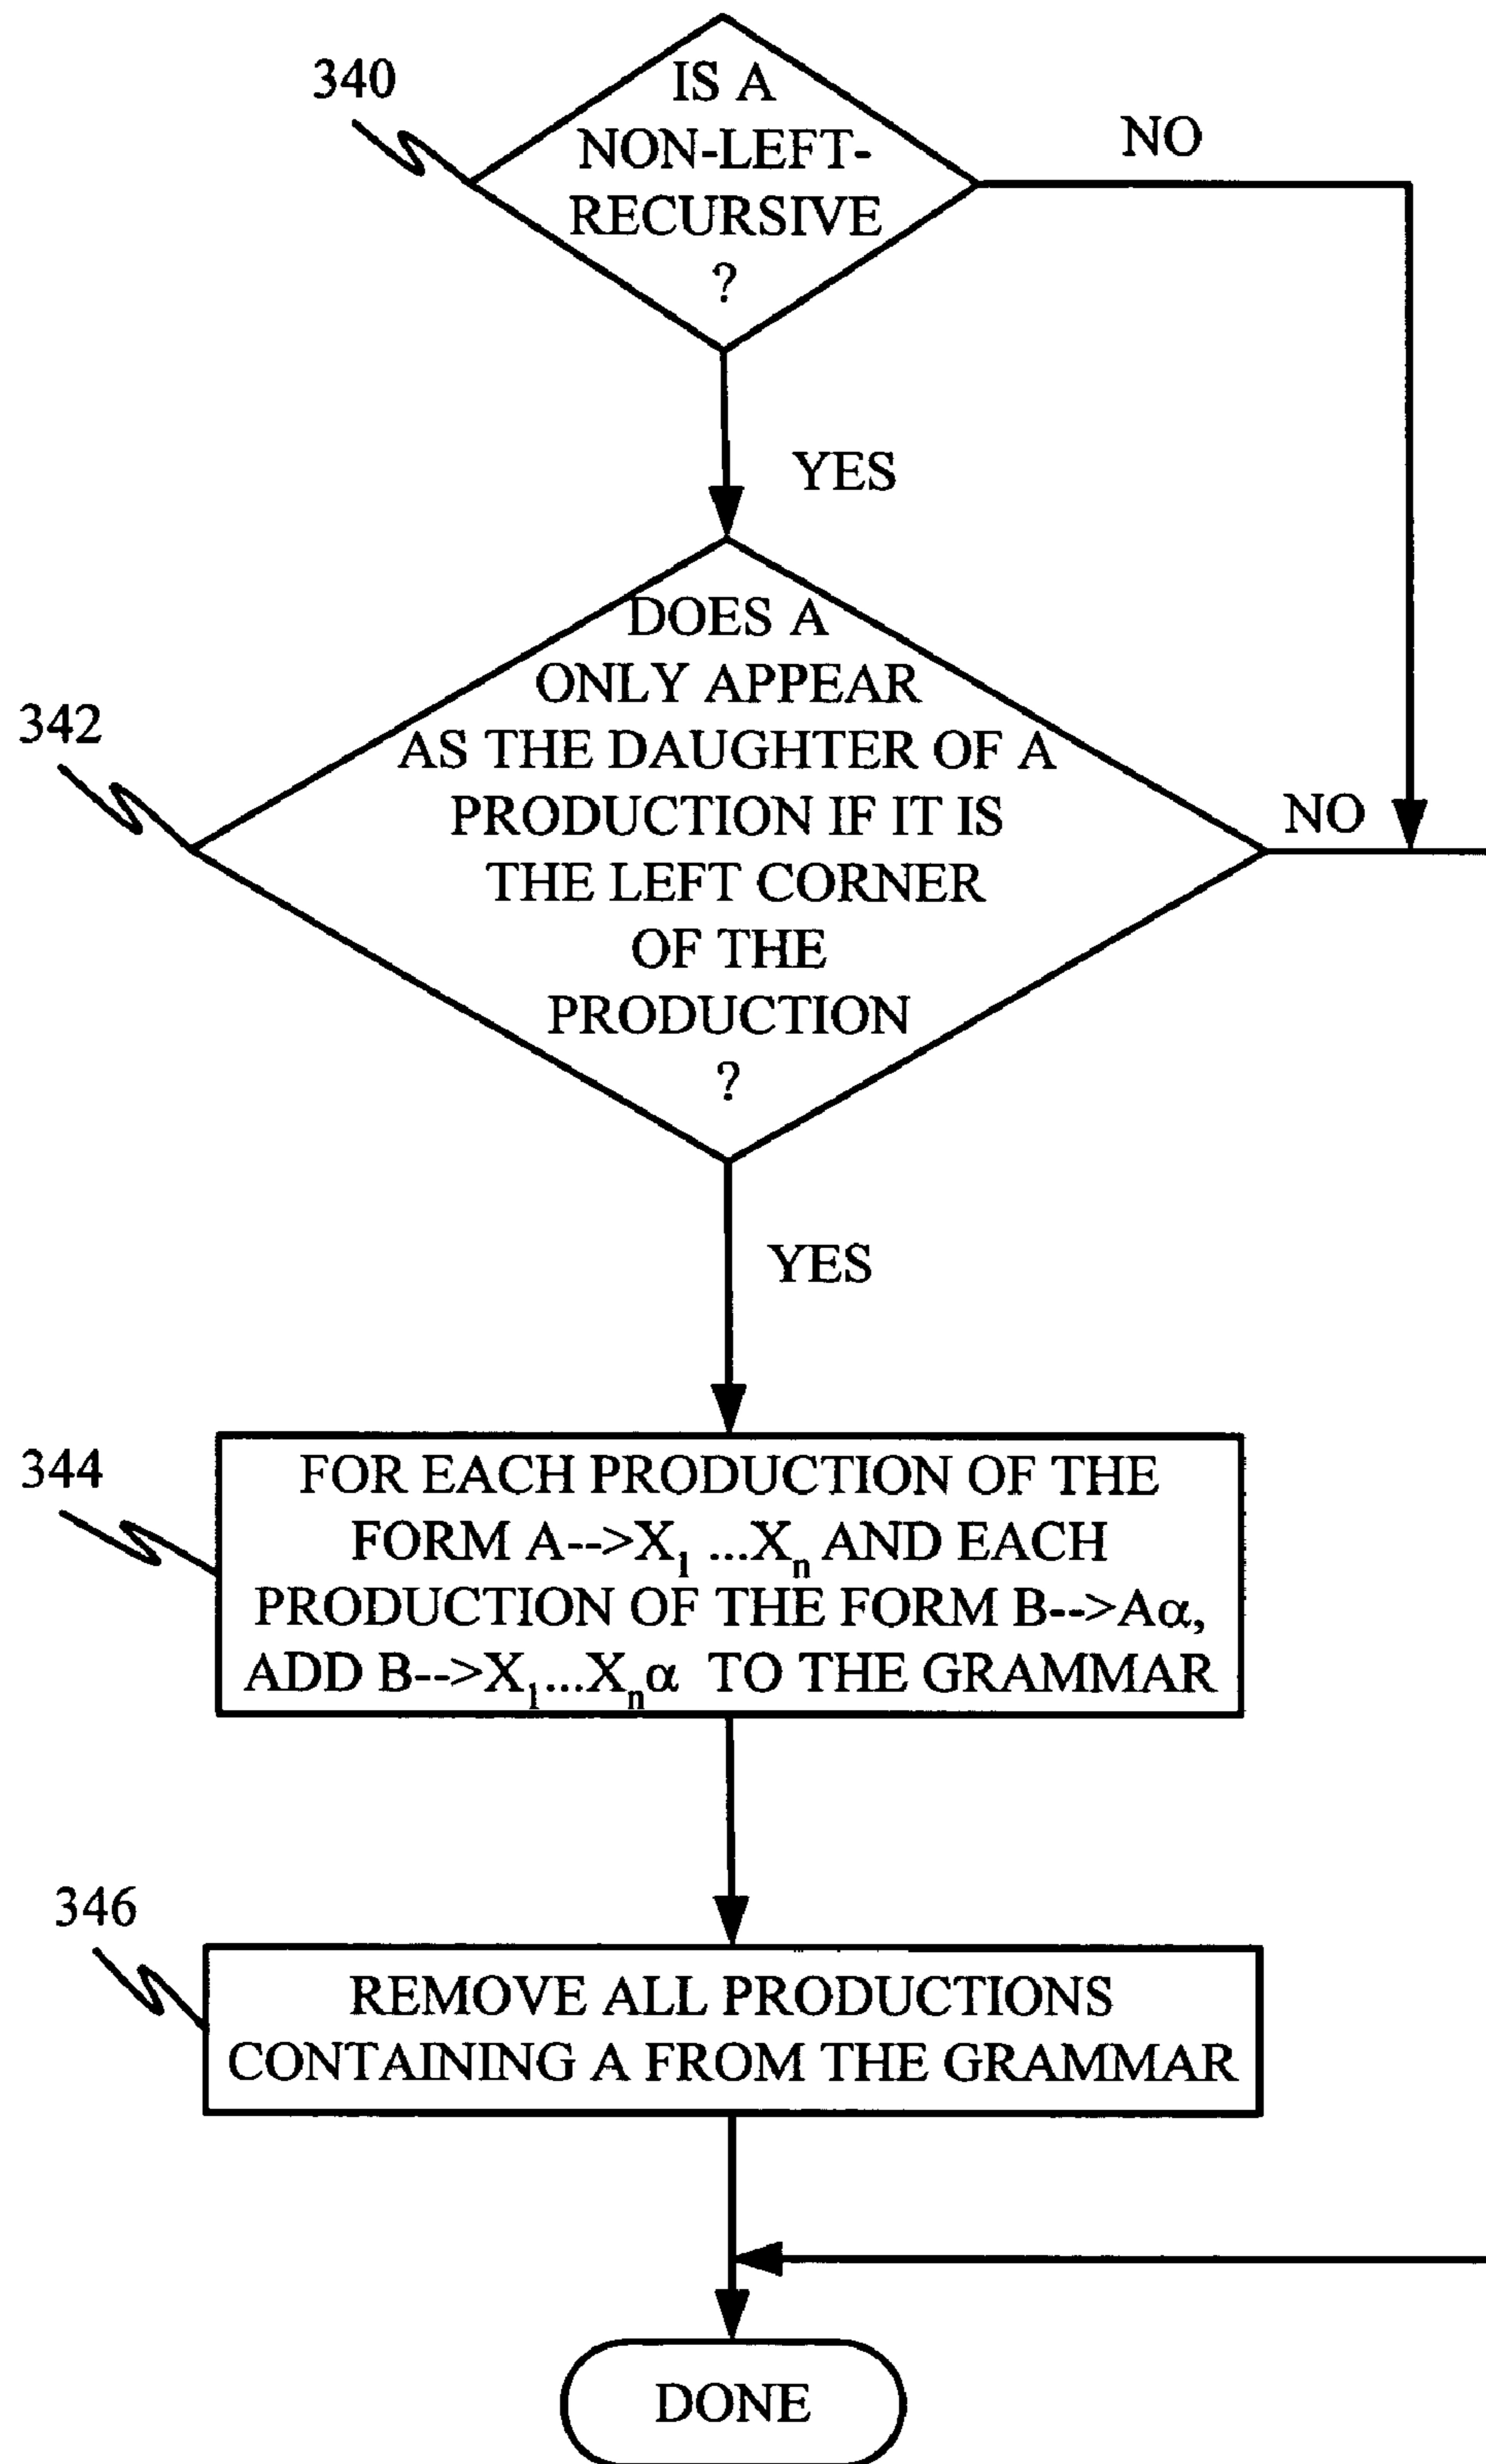 340
IS A
NON-LEFT-
RECURSIVE
?
NO
YES
342
DOES A
ONLY APPEAR
AS THE DAUGHTER OF A
PRODUCTION IF IT IS
THE LEFT CORNER
OF THE
PRODUCTION
?
NO
YES
344
FOR EACH PRODUCTION OF THE
FORM A-->X₁ ...Xₙ AND EACH
PRODUCTION OF THE FORM B-->Aα,
ADD B-->X₁...Xₙα TO THE GRAMMAR
346
REMOVE ALL PRODUCTIONS
CONTAINING A FROM THE GRAMMAR
DONE